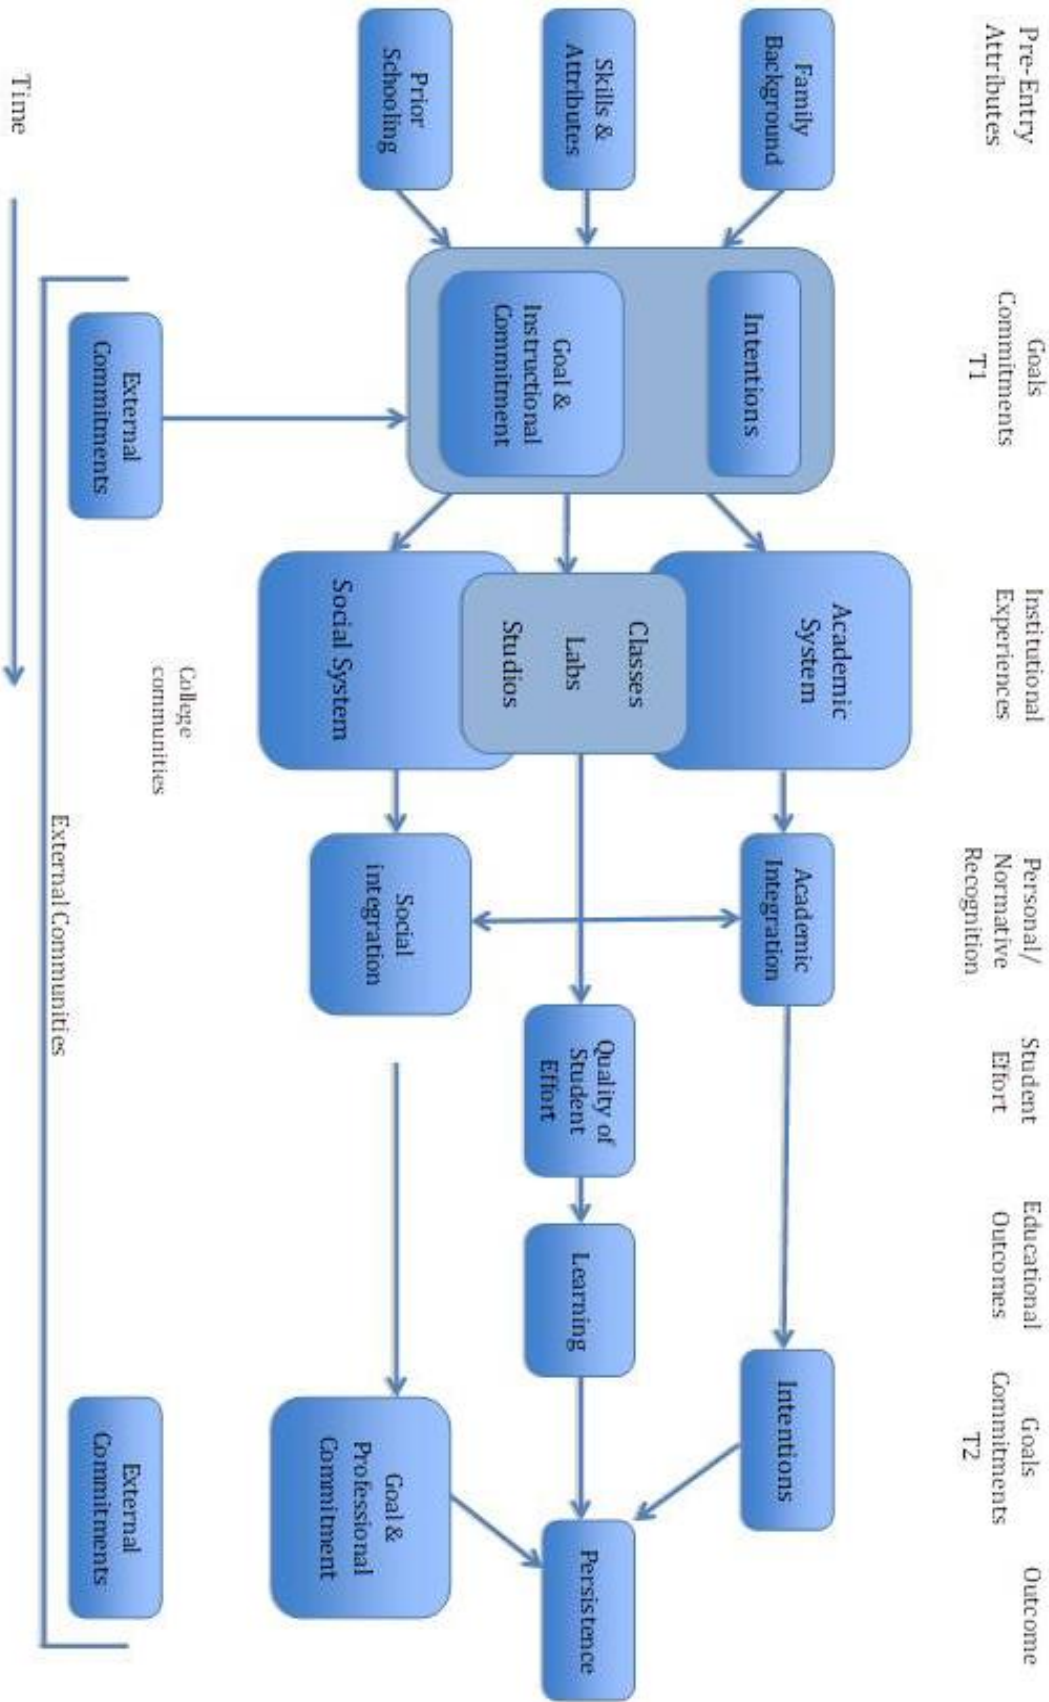 Pre-Entry
Attributes
Goals
Commitments
T1
Institutional
Experiences
Personal/
Normative
Recognition
Student
Effort
Educational
Outcomes
Goals
Commitments
T2
Outcome
Family
Background
Skills &
Attributes
Prior
Schooling
Intentions
Goal &
Instructional
Commitment
External
Commitments
Academic
System
Classes
Labs
Studios
Social System
College
communities
Academic
Integration
Social
integration
Quality of
Student
Effort
Learning
Intentions
Goal &
Professional
Commitment
Persistence
External
Commitments
External Communities
Time